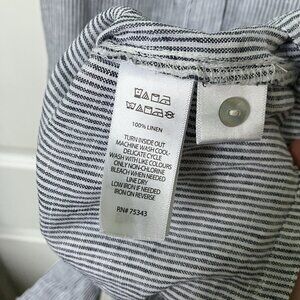 100% LINEN
TURN INSIDE OUT
MACHINE WASH COOL-
DELICATE CYCLE
WASH WITH LIKE COLOURS
ONLY NON-CHLORINE
BLEACH WHEN NEEDED
LINE DRY
LOW IRON IF NEEDED
IRON ON REVERSE
RN# 75343